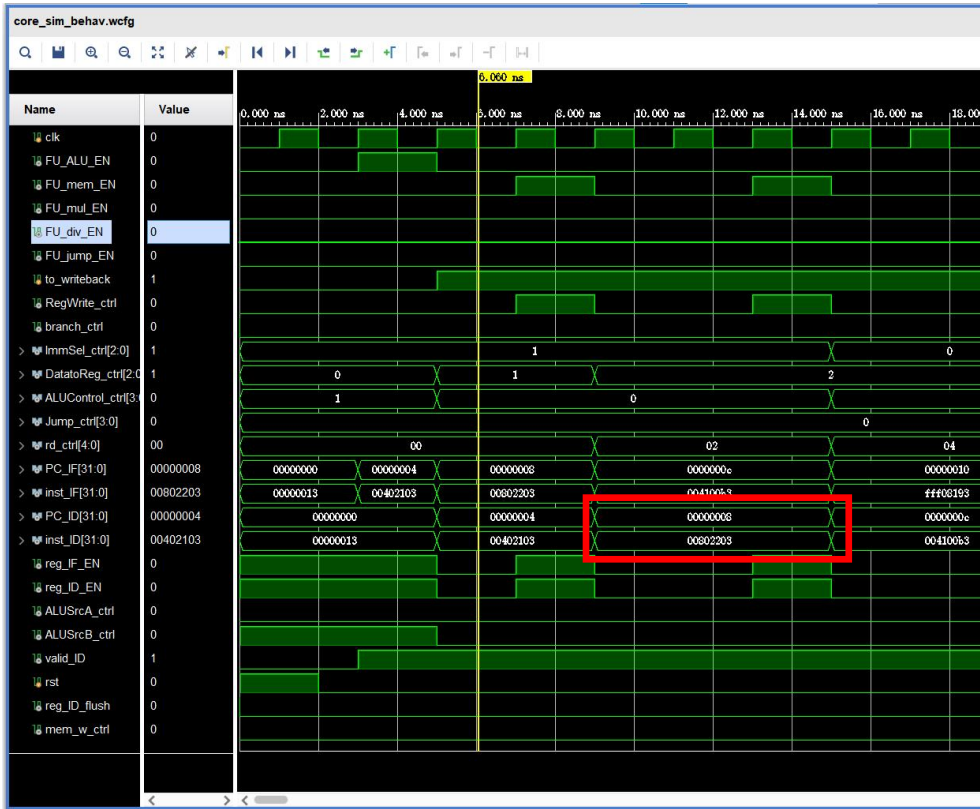 core_sim_behav.wcfg
6.060 ns
Name Value
0.000 ns 2.000 ns 4.000 ns 6.000 ns 8.000 ns 10.000 ns 12.000 ns 14.000 ns 16.000 ns 18.00
clk 0
FU_ALU_EN 0
FU_mem_EN 0
FU_mul_EN 0
FU_div_EN 0
FU_jump_EN 0
to_writeback 1
RegWrite_ctrl 0
branch_ctrl 0
> ImmSel_ctrl[2:0] 1 1 0
> DatatoReg_ctrl[2:0 1 0 1 2
> ALUControl_ctrl[3: 0 1 0
> Jump_ctrl[3:0] 0 0
> rd_ctrl[4:0] 00 00 02 04
> PC_IF[31:0] 00000008 00000000 00000004 00000008 0000000c 00000010
> inst_IF[31:0] 00802203 00000013 00402103 00802203 004100b3 fff08193
> PC_ID[31:0] 00000004 00000000 00000004 00000008 0000000c
> inst_ID[31:0] 00402103 00000013 00402103 00802203 004100b3
reg_IF_EN 0
reg_ID_EN 0
ALUSrcA_ctrl 0
ALUSrcB_ctrl 0
valid_ID 1
rst 0
reg_ID_flush 0
mem_w_ctrl 0